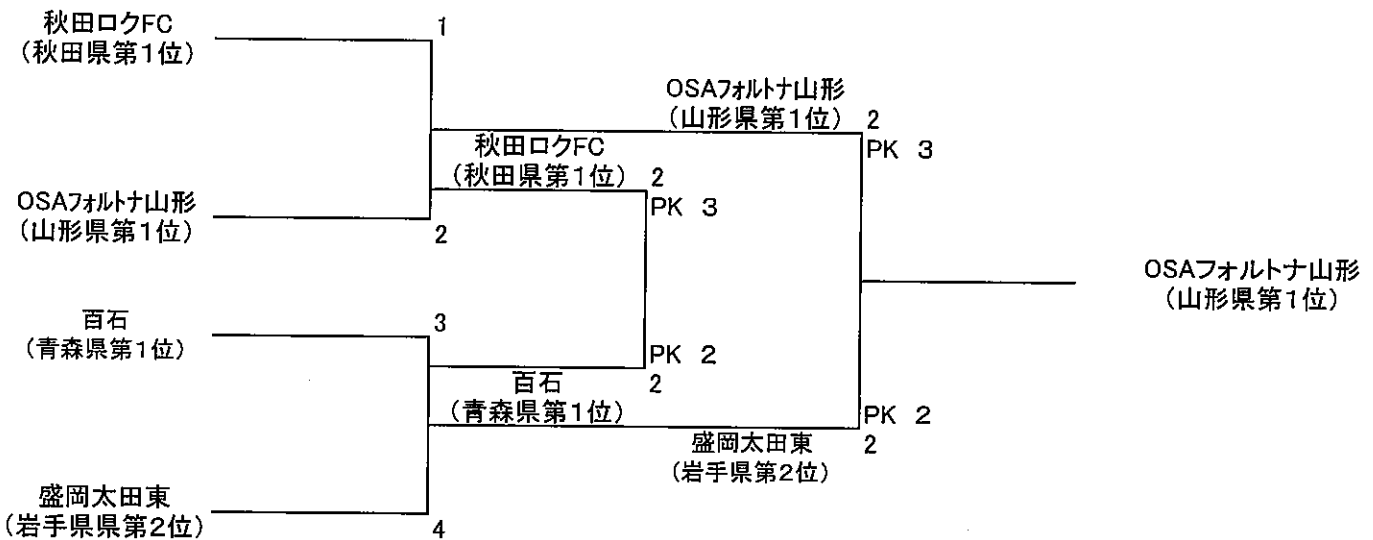 秋田ロクFC
(秋田県第1位)
1
OSAフォルトナ山形
(山形県第1位)
2
PK 3
秋田ロクFC
(秋田県第1位)
2
PK 3
OSAフォルトナ山形
(山形県第1位)
2
OSAフォルトナ山形
(山形県第1位)
百石
(青森県第1位)
3
PK 2
2
百石
(青森県第1位)
PK 2
2
盛岡太田東
(岩手県第2位)
盛岡太田東
(岩手県県第2位)
4